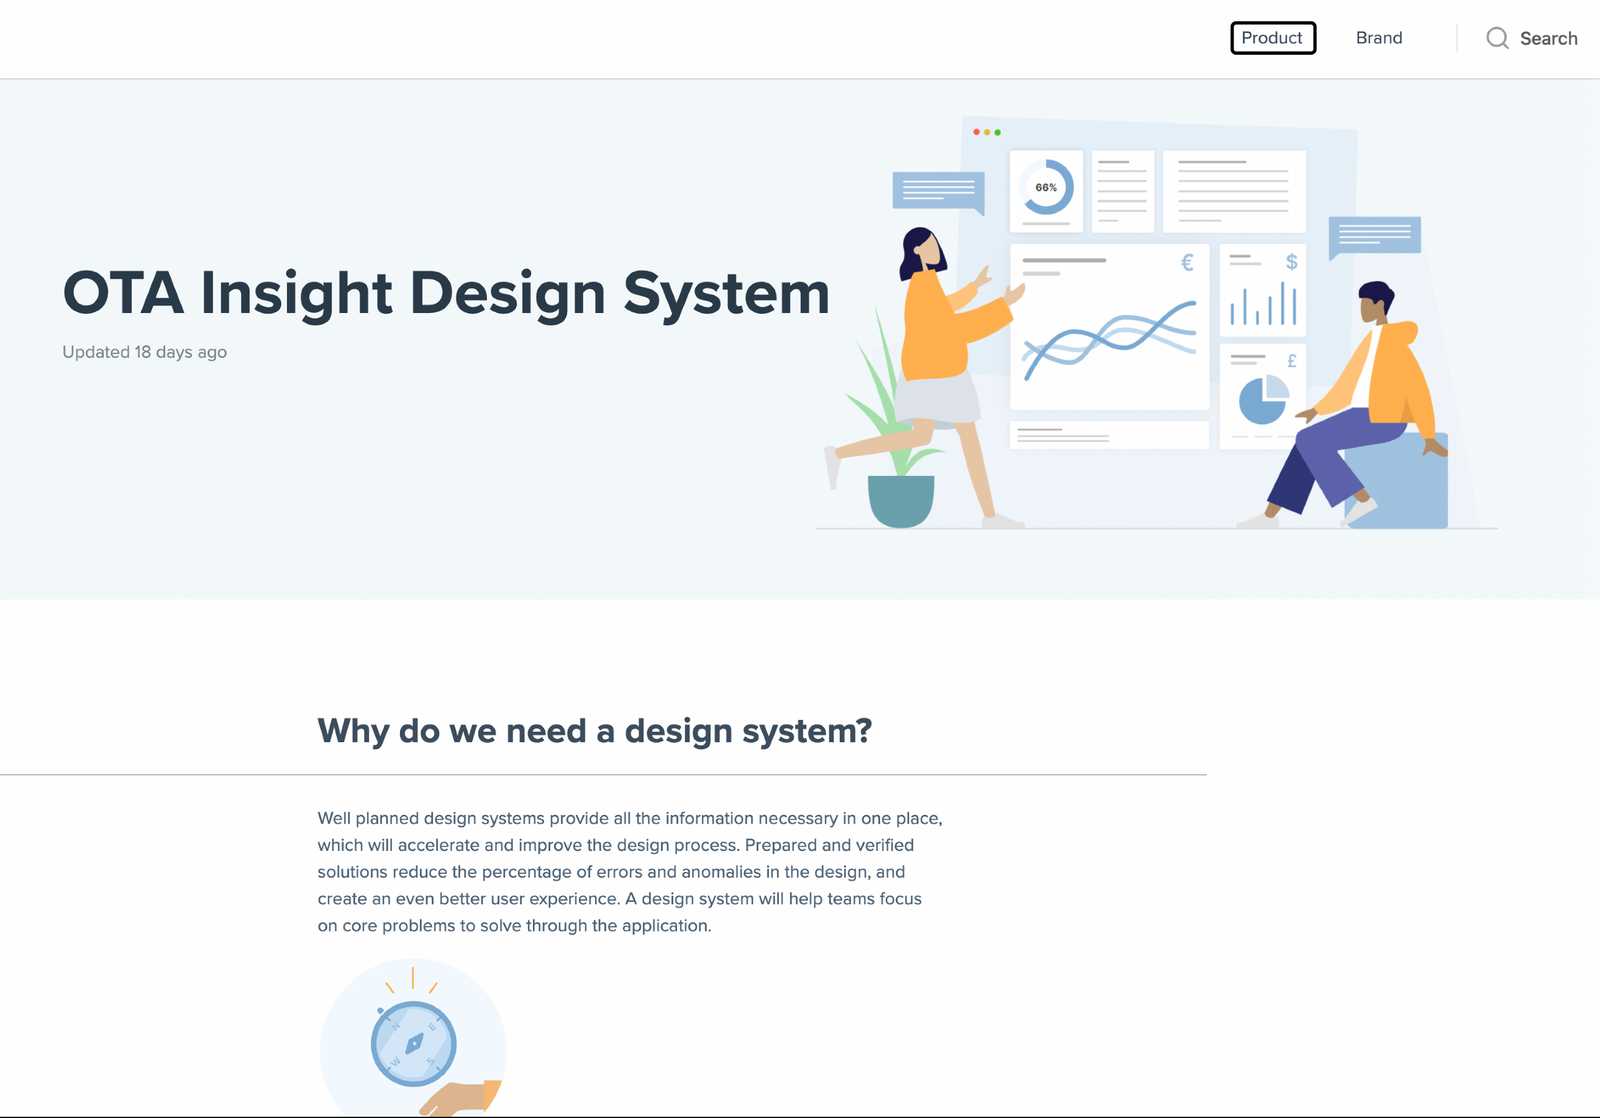 Product
Brand
Search
OTA Insight Design System
Updated 18 days ago
66%
€
$
£
Why do we need a design system?
Well planned design systems provide all the information necessary in one place,
which will accelerate and improve the design process. Prepared and verified
solutions reduce the percentage of errors and anomalies in the design, and
create an even better user experience. A design system will help teams focus
on core problems to solve through the application.
N
E
W
S